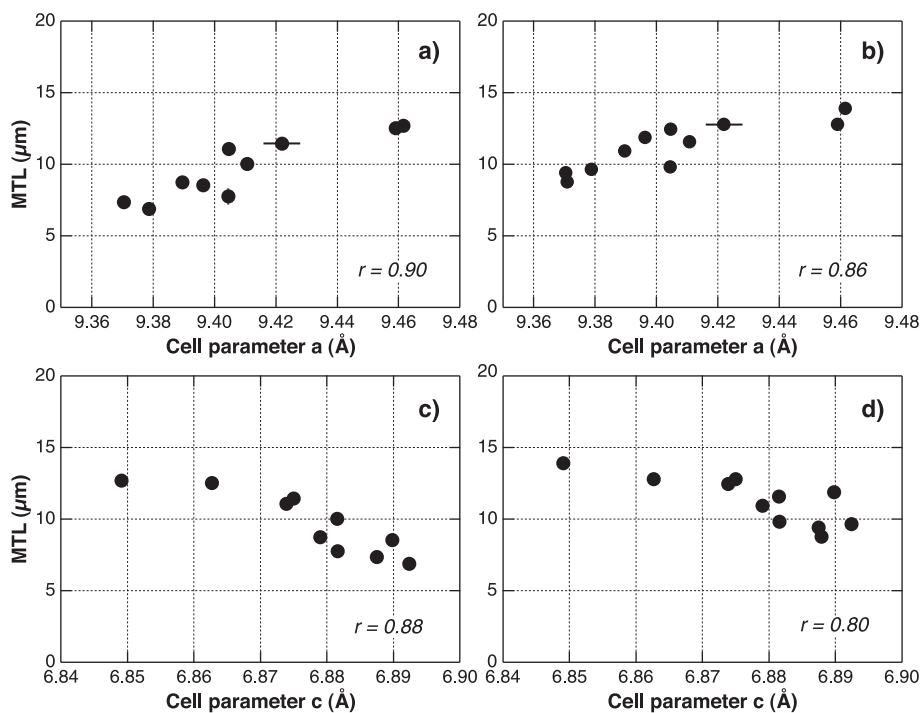 20
15
10
5
0
MTL (µm)
a)
r = 0.90
9.36 9.38 9.40 9.42 9.44 9.46 9.48
Cell parameter a (Å)
20
15
10
5
0
b)
r = 0.86
9.36 9.38 9.40 9.42 9.44 9.46 9.48
Cell parameter a (Å)
20
15
10
5
0
MTL (µm)
c)
r = 0.88
6.84 6.85 6.86 6.87 6.88 6.89 6.90
Cell parameter c (Å)
20
15
10
5
0
d)
r = 0.80
6.84 6.85 6.86 6.87 6.88 6.89 6.90
Cell parameter c (Å)